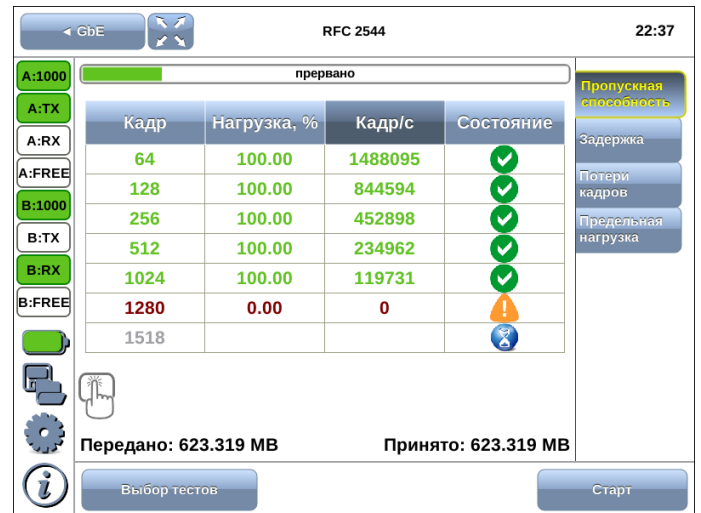 ◄ GbE
RFC 2544
22:37
A:1000
A:TX
A:RX
A:FREE
B:1000
B:TX
B:RX
B:FREE
прервано
Кадр Нагрузка, % Кадр/с Состояние
64 100.00 1488095
128 100.00 844594
256 100.00 452898
512 100.00 234962
1024 100.00 119731
1280 0.00 0
1518
Передано: 623.319 MB Принято: 623.319 MB
Пропускная
способность
Задержка
Потери
кадров
Предельная
нагрузка
Выбор тестов
Старт